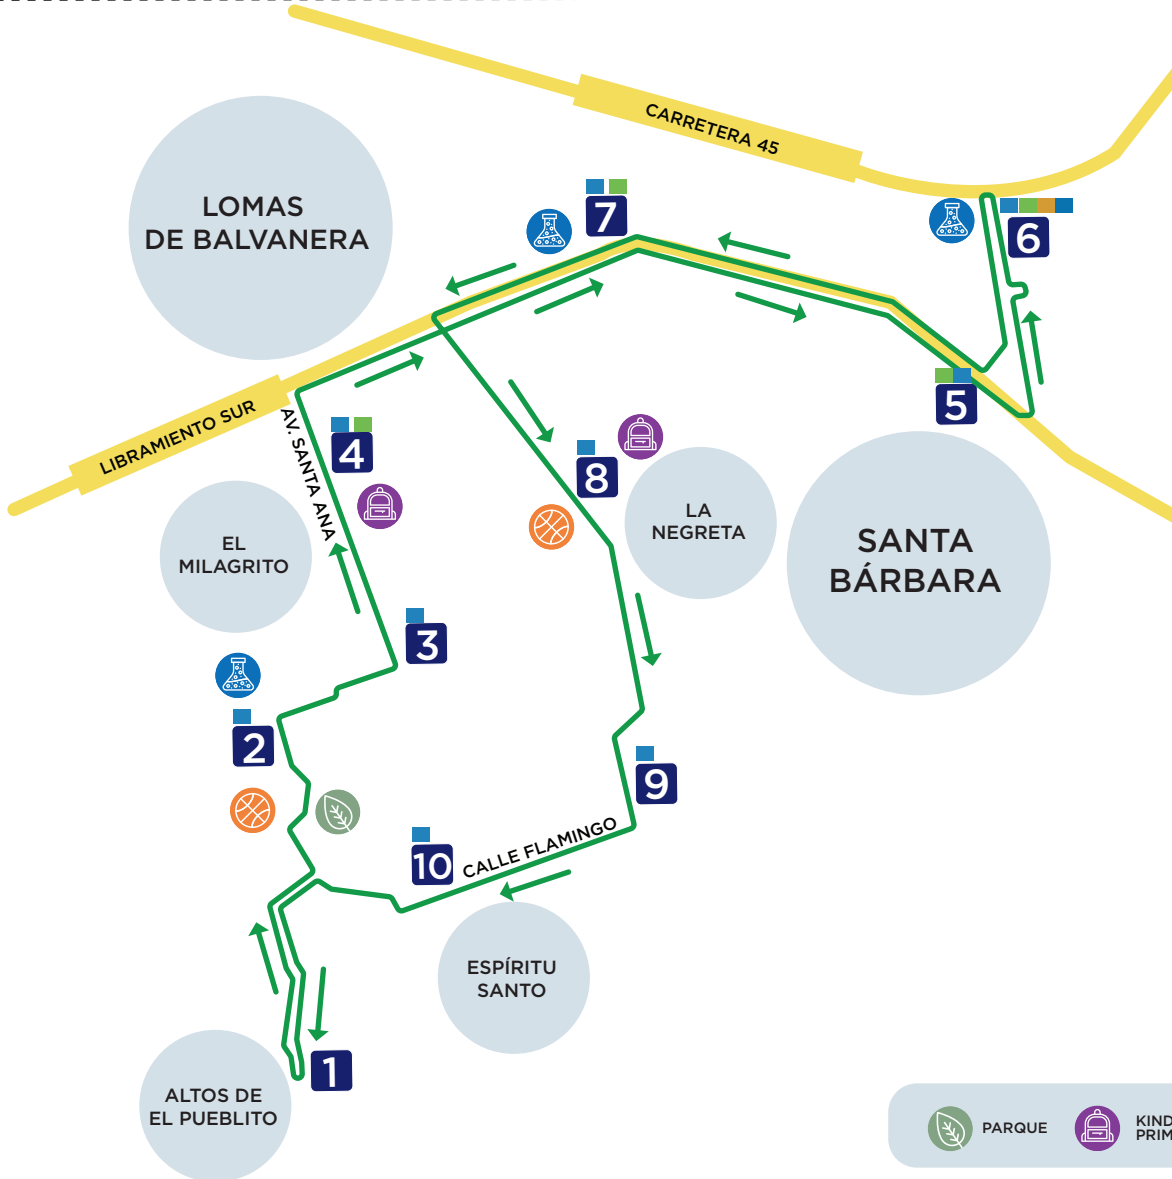 CARRETERA 45
LOMAS
DE BALVANERA
7
6
LIBRAMIENTO SUR
AV. SANTA ANA
4
5
8
LA
NEGRETA
SANTA
BÁRBARA
EL
MILAGRITO
3
2
9
10
CALLE FLAMINGO
ESPÍRITU
SANTO
1
ALTOS DE
EL PUEBLITO
PARQUE
KIND
PRIM